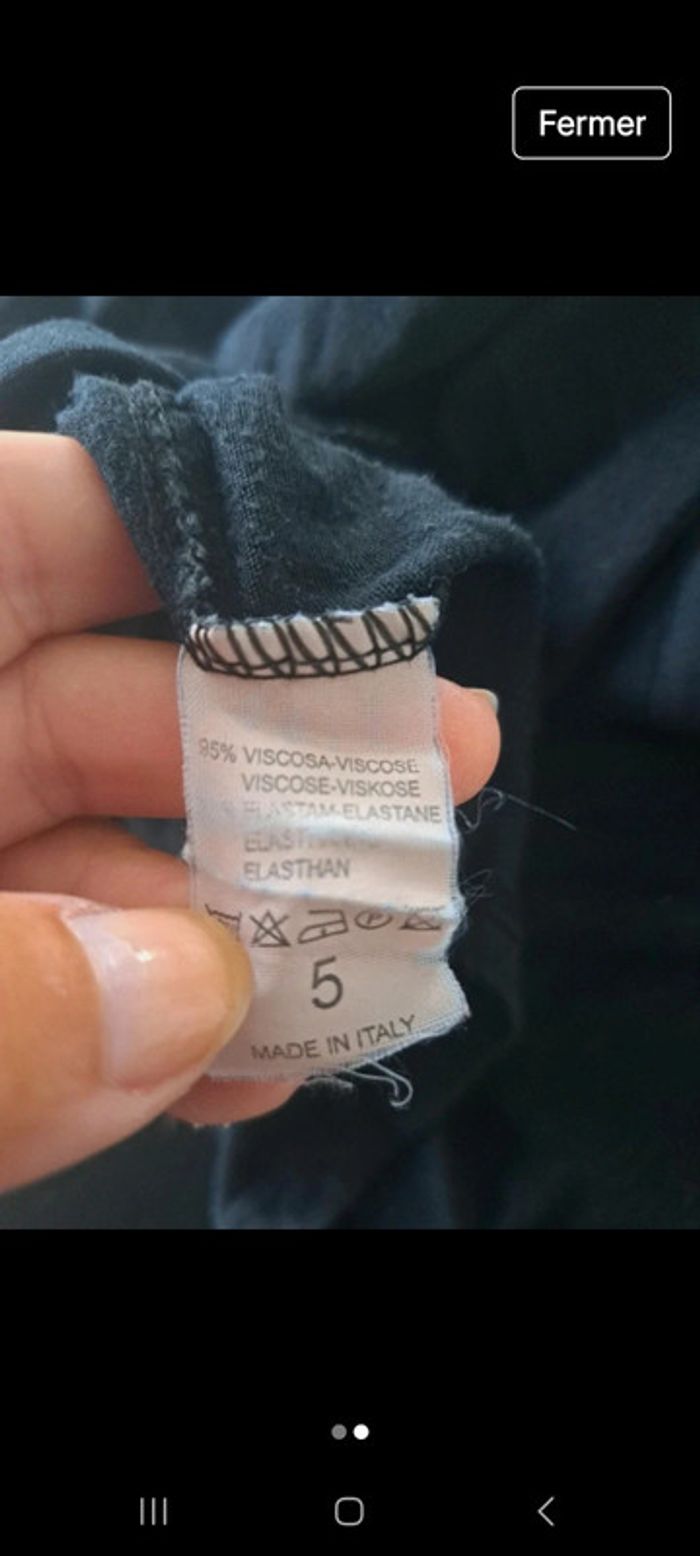 Fermer
95% VISCOSA-VISCOSE
VISCOSE-VISKOSE
ELASTAM-ELASTANE
ELASTHAN
5
MADE IN ITALY